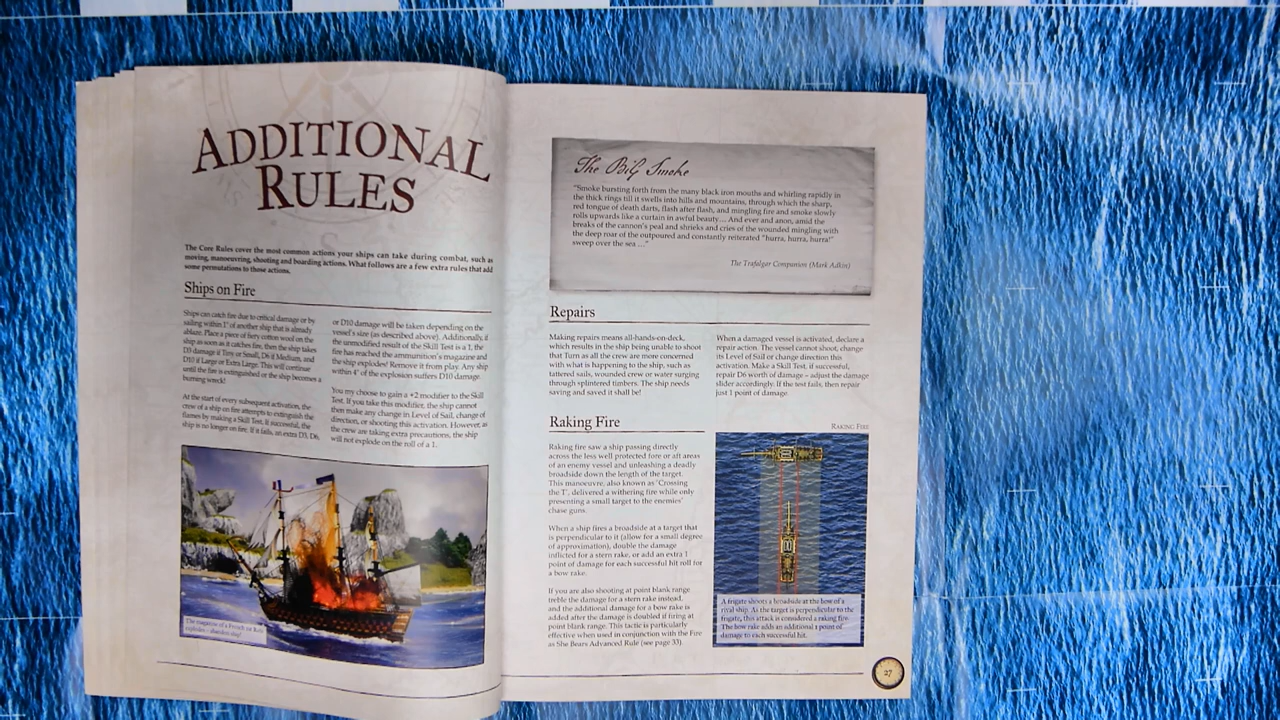 ADDITIONAL
RULES
The Core Rules cover the most common actions your ships can take during combat, such as
moving, manoeuvring, shooting and boarding actions. What follows are a few extra rules that add
some permutations to those actions.
Ships on Fire
Ships can catch fire due to critical damage or by
sailing within 1" of another ship that is already
ablaze. Place a piece of fiery cotton wool on the
ship as soon as it catches fire, then the ship takes
D3 damage if Tiny or Small, D6 if Medium, and
D10 if Large or Extra Large. This will continue
until the fire is extinguished or the ship becomes a
burning wreck!
At the start of every subsequent activation, the
crew of a ship on fire attempts to extinguish the
flames by making a Skill Test. If successful, the
ship is no longer on fire. If it fails, an extra D3, D6,
or D10 damage will be taken depending on the
vessel's size (as described above). Additionally, if
the unmodified result of the Skill Test is a 1, the
fire has reached the ammunition's magazine and
the ship explodes! Remove it from play. Any ship
within 4" of the explosion suffers D10 damage.
You may choose to gain a +2 modifier to the Skill
Test. If you take this modifier, the ship cannot
then make any change in Level of Sail, change of
direction, or shooting this activation. However, as
the crew are taking extra precautions, the ship
will not explode on the roll of a 1.
The magazine of a French
explodes – abandon ship!
The Big Smoke
"Smoke bursting forth from the many black iron mouths and whirling rapidly in
the thick rings till it swells into hills and mountains, through which the sharp,
red tongue of death darts, flash after flash, and mingling fire and smoke slowly
rolls upwards like a curtain in awful beauty… And ever and anon, amid the
breaks of the cannon's peal and shrieks and cries of the wounded mingling with
the deep roar of the outpoured and constantly reiterated "hurra, hurra, hurra!"
sweep over the sea …"
The Trafalgar Companion (Mark Adkin)
Repairs
Making repairs means all-hands-on-deck,
which results in the ship being unable to shoot
that Turn as all the crew are more concerned
with what is happening to the ship, such as
tattered sails, wounded crew or water surging
through splintered timbers. The ship needs
saving and saved it shall be!
When a damaged vessel is activated, declare a
repair action. The vessel cannot shoot, change
its Level of Sail or change direction this
activation. Make a Skill Test, if successful,
repair D6 worth of damage – adjust the damage
slider accordingly. If the test fails, then repair
just 1 point of damage.
Raking Fire
Raking fire saw a ship passing directly
across the less well protected fore or aft areas
of an enemy vessel and unleashing a deadly
broadside down the length of the target.
This manoeuvre, also known as 'Crossing
the T', delivered a withering fire while only
presenting a small target to the enemies'
chase guns.
When a ship fires a broadside at a target that
is perpendicular to it (allow for a small degree
of approximation), double the damage
inflicted for a stern rake, or add an extra 1
point of damage for each successful hit roll for
a bow rake.
If you are also shooting at point blank range
treble the damage for a stern rake instead,
and the additional damage for a bow rake is
added after the damage is doubled if firing at
point blank range. This tactic is particularly
effective when used in conjunction with the Fire
as She Bears Advanced Rule (see page 33).
RAKING FIRE
A frigate shoots a broadside at the bow of a
rival ship. As the target is perpendicular to the
frigate, this attack is considered a raking fire.
The bow rake adds an additional 1 point of
damage to each successful hit.
27